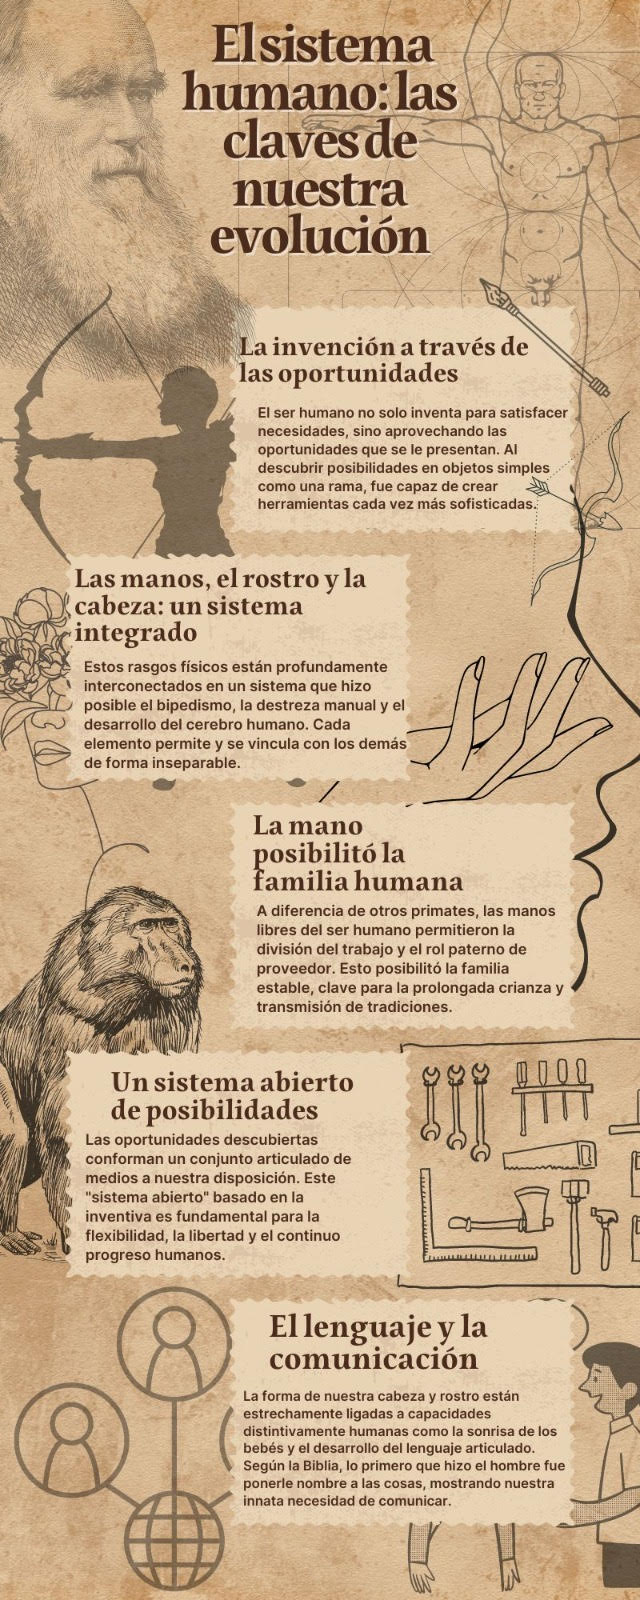 El sistema
humano: las
claves de
nuestra
evolución
La invención a través de
las oportunidades
El ser humano no solo inventa para satisfacer
necesidades, sino aprovechando las
oportunidades que se le presentan. Al
descubrir posibilidades en objetos simples
como una rama, fue capaz de crear
herramientas cada vez más sofisticadas.
Las manos, el rostro y la
cabeza: un sistema
integrado
Estos rasgos físicos están profundamente
interconectados en un sistema que hizo
posible el bipedismo, la destreza manual y el
desarrollo del cerebro humano. Cada
elemento permite y se vincula con los demás
de forma inseparable.
La mano
posibilitó la
familia humana
A diferencia de otros primates, las manos
libres del ser humano permitieron la
división del trabajo y el rol paterno de
proveedor. Esto posibilitó la familia
estable, clave para la prolongada crianza y
transmisión de tradiciones.
Un sistema abierto
de posibilidades
Las oportunidades descubiertas
conforman un conjunto articulado de
medios a nuestra disposición. Este
"sistema abierto" basado en la
inventiva es fundamental para la
flexibilidad, la libertad y el continuo
progreso humanos.
El lenguaje y la
comunicación
La forma de nuestra cabeza y rostro están
estrechamente ligadas a capacidades
distintivamente humanas como la sonrisa de los
bebés y el desarrollo del lenguaje articulado.
Según la Biblia, lo primero que hizo el hombre fue
ponerle nombre a las cosas, mostrando nuestra
innata necesidad de comunicar.